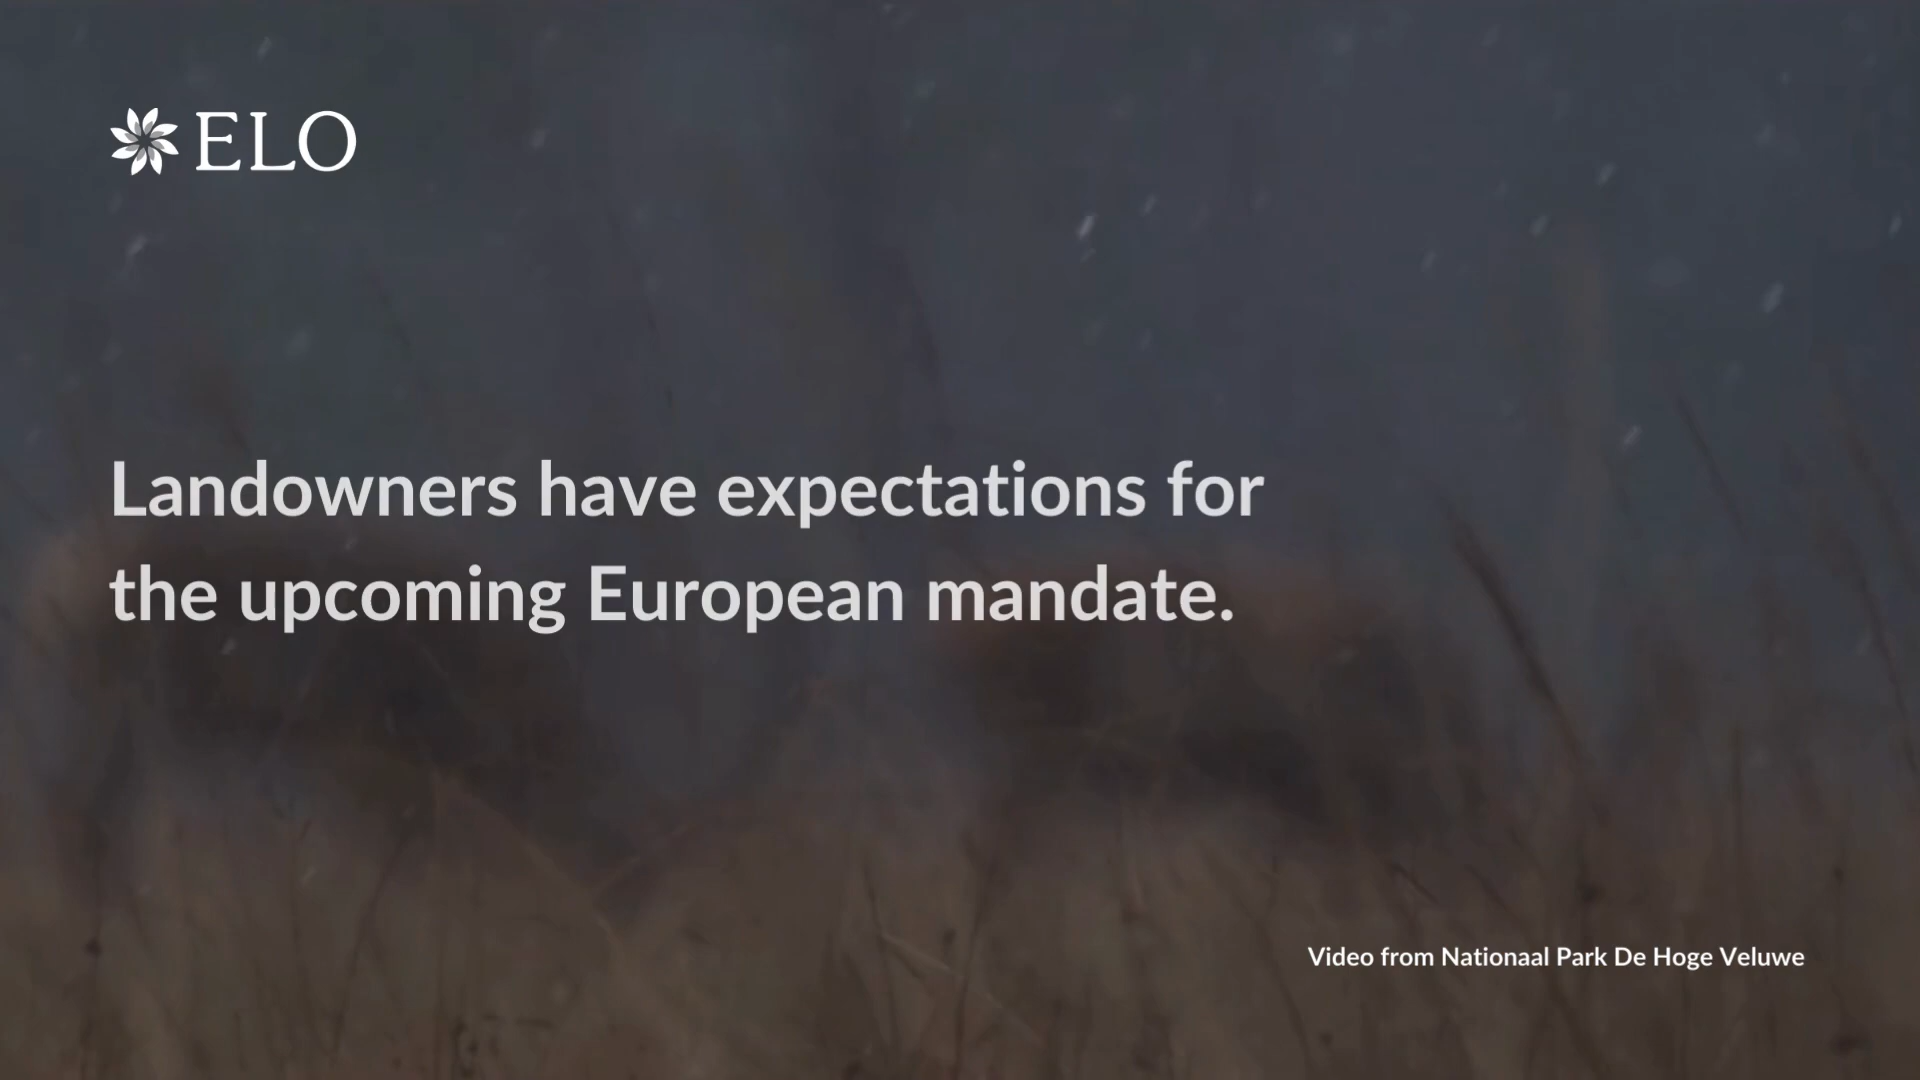 ELO
Landowners have expectations for
the upcoming European mandate.
Video from Nationaal Park De Hoge Veluwe